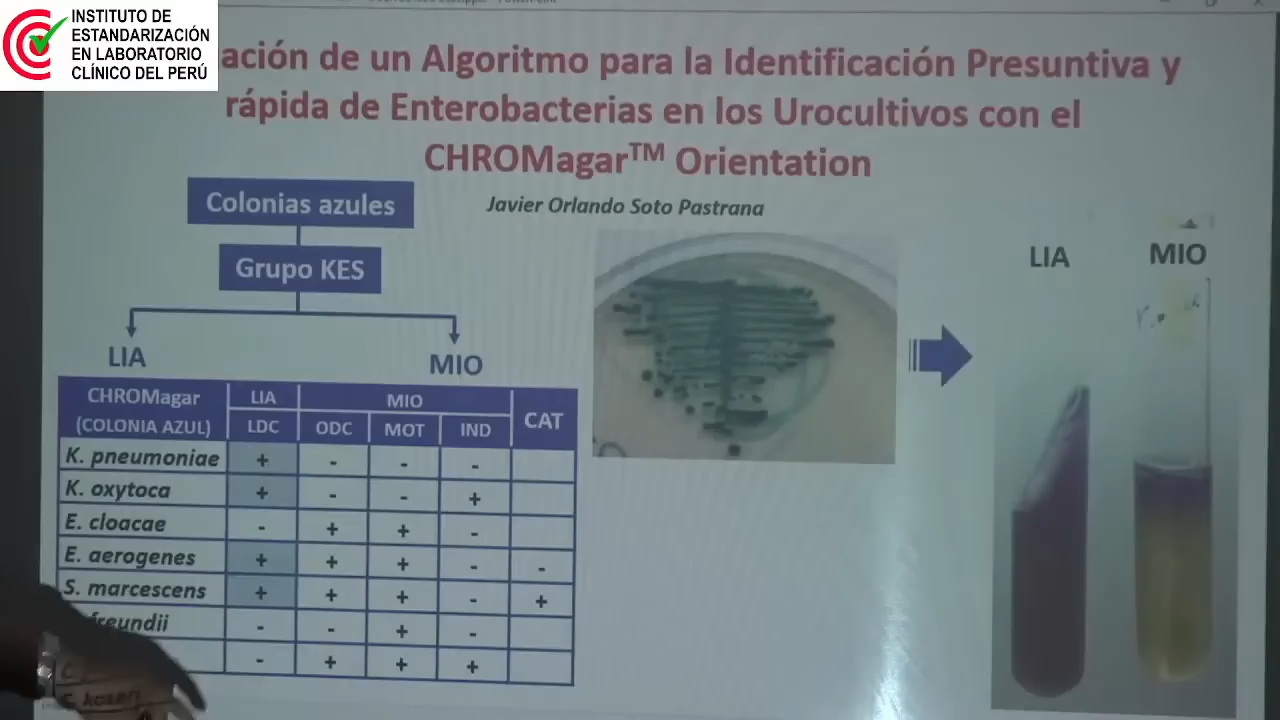 INSTITUTO DE
ESTANDARIZACIÓN
EN LABORATORIO
CLÍNICO DEL PERÚ
ación de un Algoritmo para la Identificación Presuntiva y
rápida de Enterobacterias en los Urocultivos con el
CHROMagar™ Orientation
Javier Orlando Soto Pastrana
Colonias azules
Grupo KES
LIA
MIO
CHROMagar LIA MIO CAT
(COLONIA AZUL) LDC ODC MOT IND
K. pneumoniae + - - -
K. oxytoca + - - +
E. cloacae - + + -
E. aerogenes + + + - -
S. marcescens + + + - +
freundii - - + -
- + + +
LIA
MIO